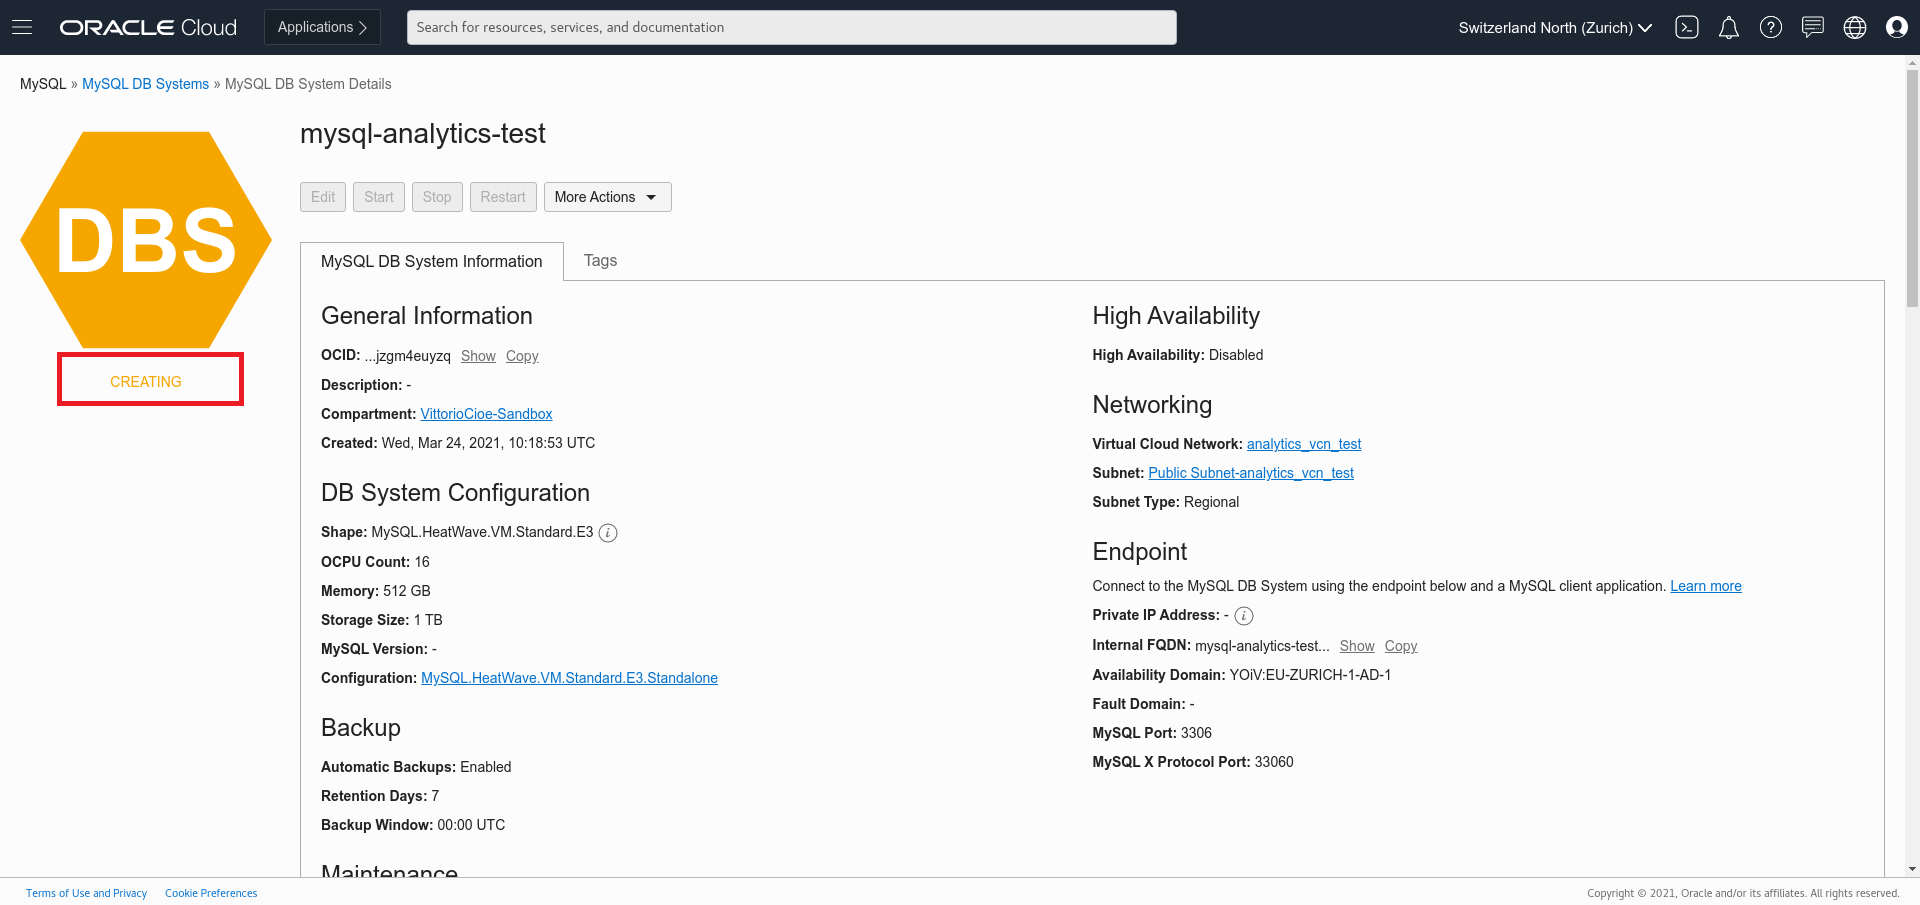 ORACLE Cloud
Applications
Search for resources, services, and documentation
Switzerland North (Zurich)
MySQL » MySQL DB Systems » MySQL DB System Details
DBS
CREATING
mysql-analytics-test
Edit Start Stop Restart More Actions
MySQL DB System Information Tags
General Information
OCID: ...jzgm4euyzq Show Copy
Description: -
Compartment: VittorioCioe-Sandbox
Created: Wed, Mar 24, 2021, 10:18:53 UTC
DB System Configuration
Shape: MySQL.HeatWave.VM.Standard.E3
OCPU Count: 16
Memory: 512 GB
Storage Size: 1 TB
MySQL Version: -
Configuration: MySQL.HeatWave.VM.Standard.E3.Standalone
Backup
Automatic Backups: Enabled
Retention Days: 7
Backup Window: 00:00 UTC
Maintenance
High Availability
High Availability: Disabled
Networking
Virtual Cloud Network: analytics_vcn_test
Subnet: Public Subnet-analytics_vcn_test
Subnet Type: Regional
Endpoint
Connect to the MySQL DB System using the endpoint below and a MySQL client application. Learn more
Private IP Address: -
Internal FQDN: mysql-analytics-test... Show Copy
Availability Domain: YOiV:EU-ZURICH-1-AD-1
Fault Domain: -
MySQL Port: 3306
MySQL X Protocol Port: 33060
Terms of Use and Privacy Cookie Preferences
Copyright © 2021, Oracle and/or its affiliates. All rights reserved.